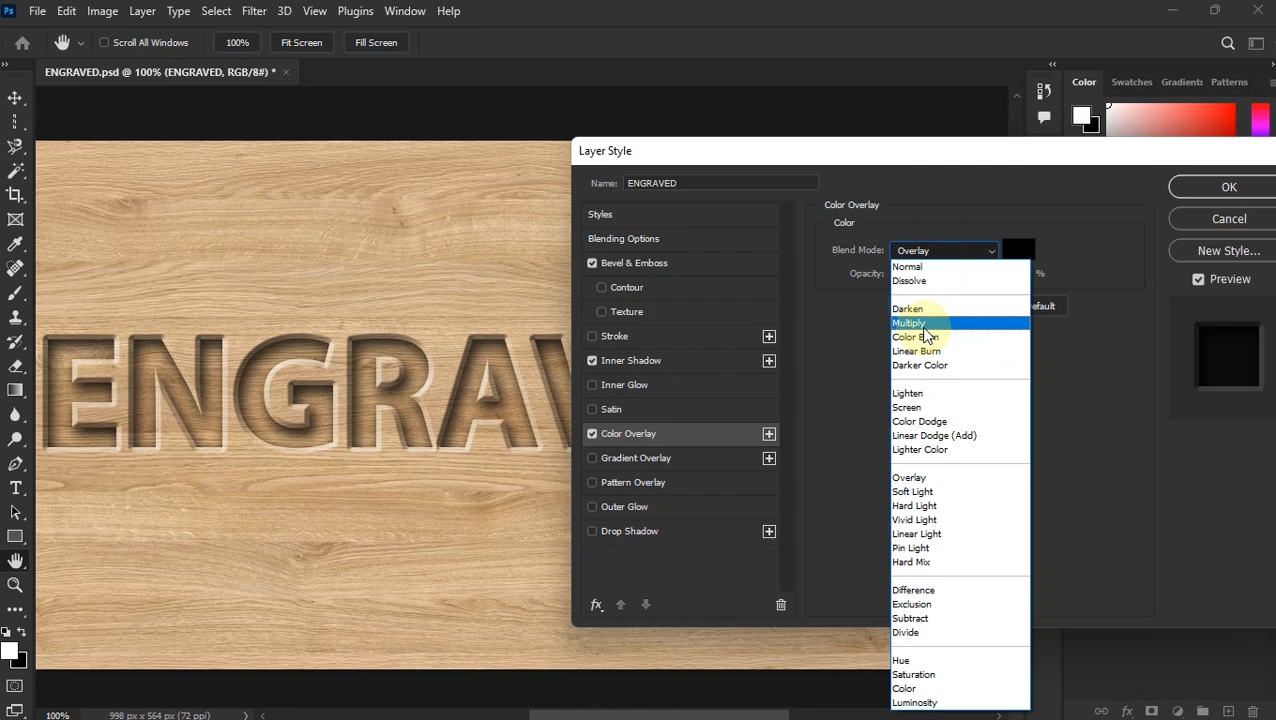 Ps File Edit Image Layer Type Select Filter 3D View Plugins Window Help
Scroll All Windows 100% Fit Screen Fill Screen
ENGRAVED.psd @ 100% (ENGRAVED, RGB/8#) * ×
Color Swatches Gradients Patterns
Layer Style
Name: ENGRAVED
OK
Cancel
New Style...
Preview
Styles
Blending Options
Bevel & Emboss
Contour
Texture
Stroke
Inner Shadow
Inner Glow
Satin
Color Overlay
Gradient Overlay
Pattern Overlay
Outer Glow
Drop Shadow
fx
Color Overlay
Color
Blend Mode: Overlay
Opacity: %
Normal
Dissolve
Darken
Multiply
Color Burn
Linear Burn
Darker Color
Lighten
Screen
Color Dodge
Linear Dodge (Add)
Lighter Color
Overlay
Soft Light
Hard Light
Vivid Light
Linear Light
Pin Light
Hard Mix
Difference
Exclusion
Subtract
Divide
Hue
Saturation
Color
Luminosity
efault
ENGRAV
100% 998 px x 564 px (72 ppi)
fx